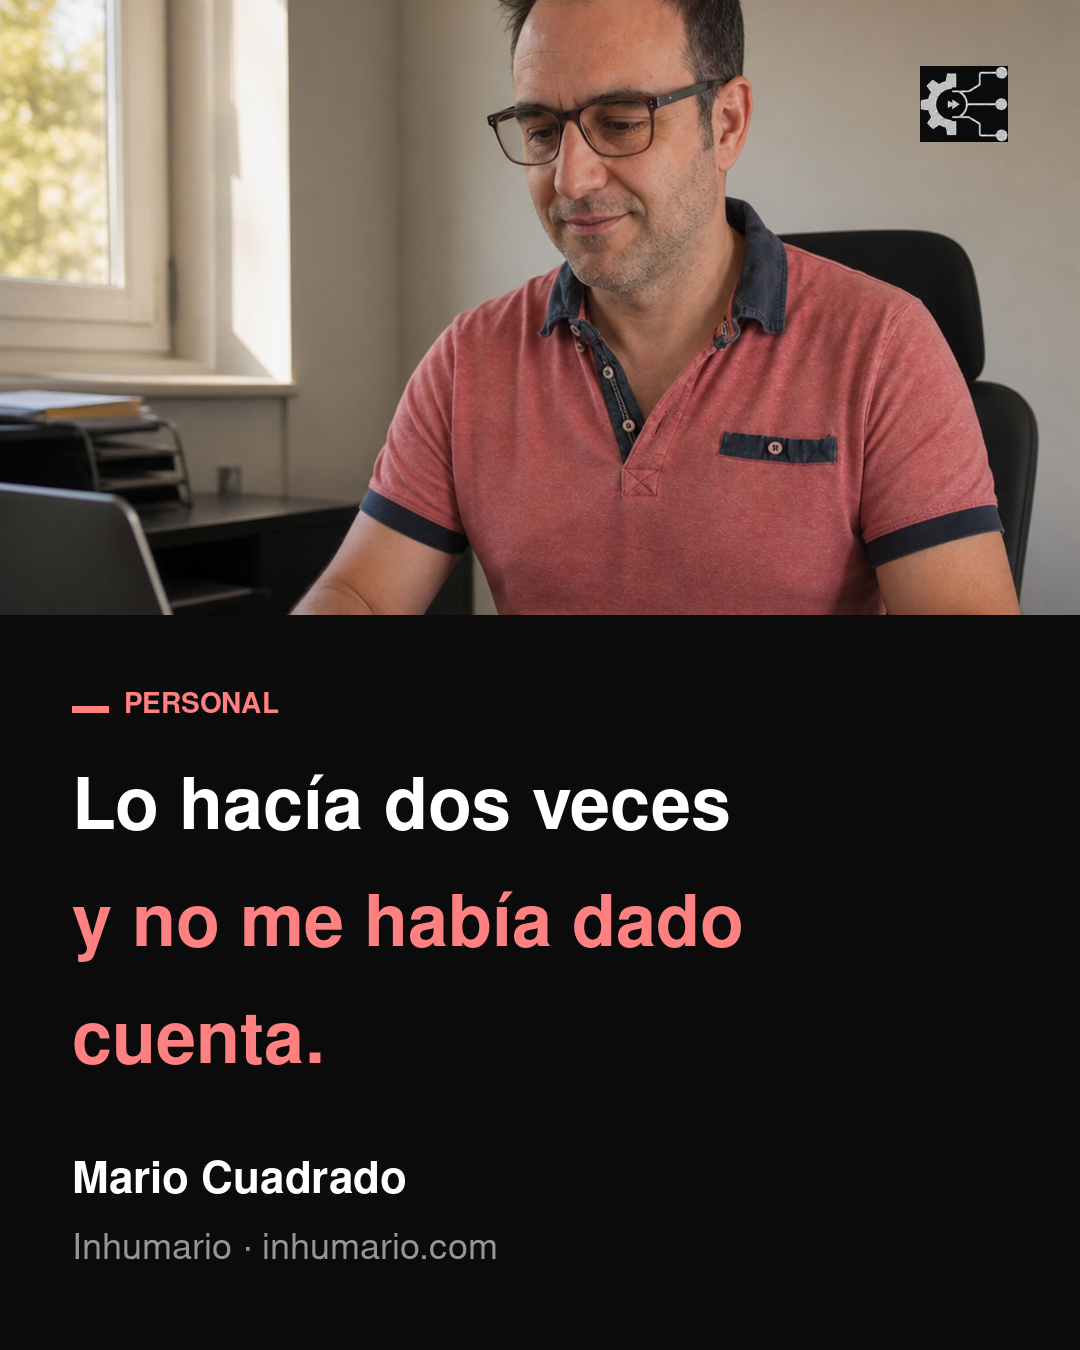 PERSONAL
Lo hacía dos veces
y no me había dado
cuenta.
Mario Cuadrado
Inhumario · inhumario.com